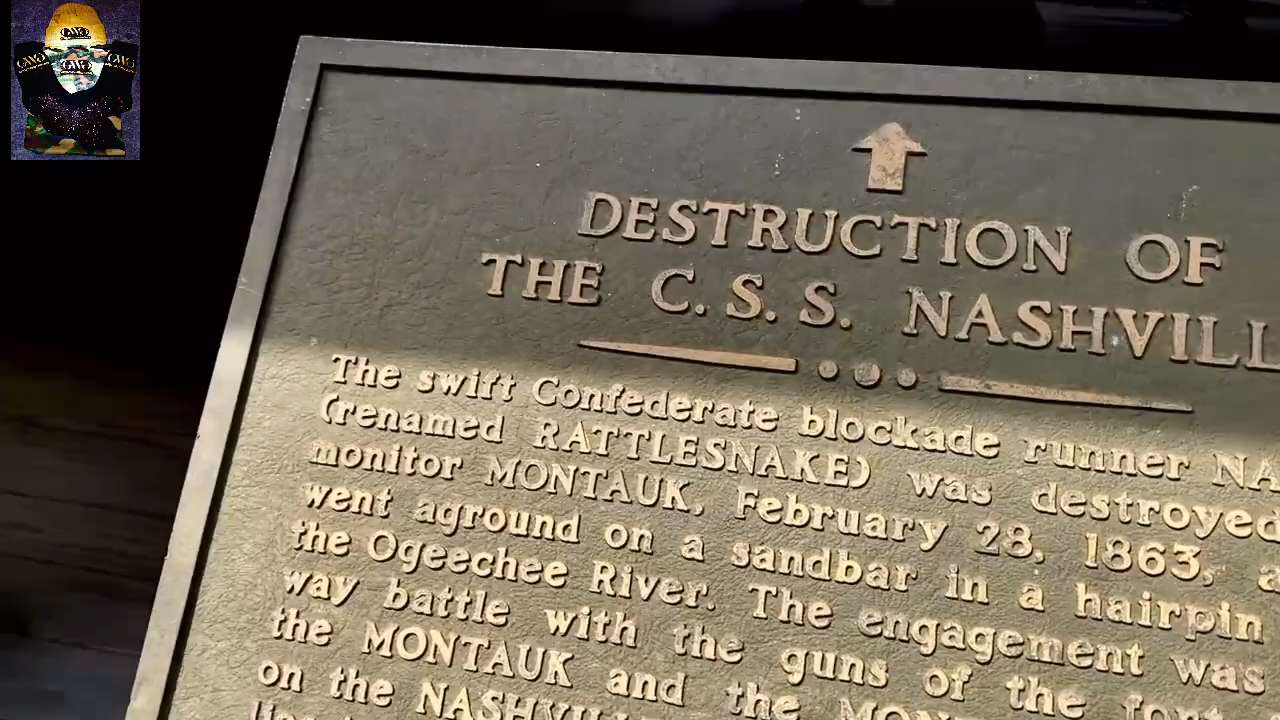 DESTRUCTION OF
THE C. S. S. NASHVILL
The swift Confederate blockade runner NA
(renamed RATTLESNAKE) was destroyed
monitor MONTAUK, February 28, 1863, a
went aground on a sandbar in a hairpin
the Ogeechee River. The engagement was
way battle with the guns of the fort
the MONTAUK and the MON
on the NASHVILL